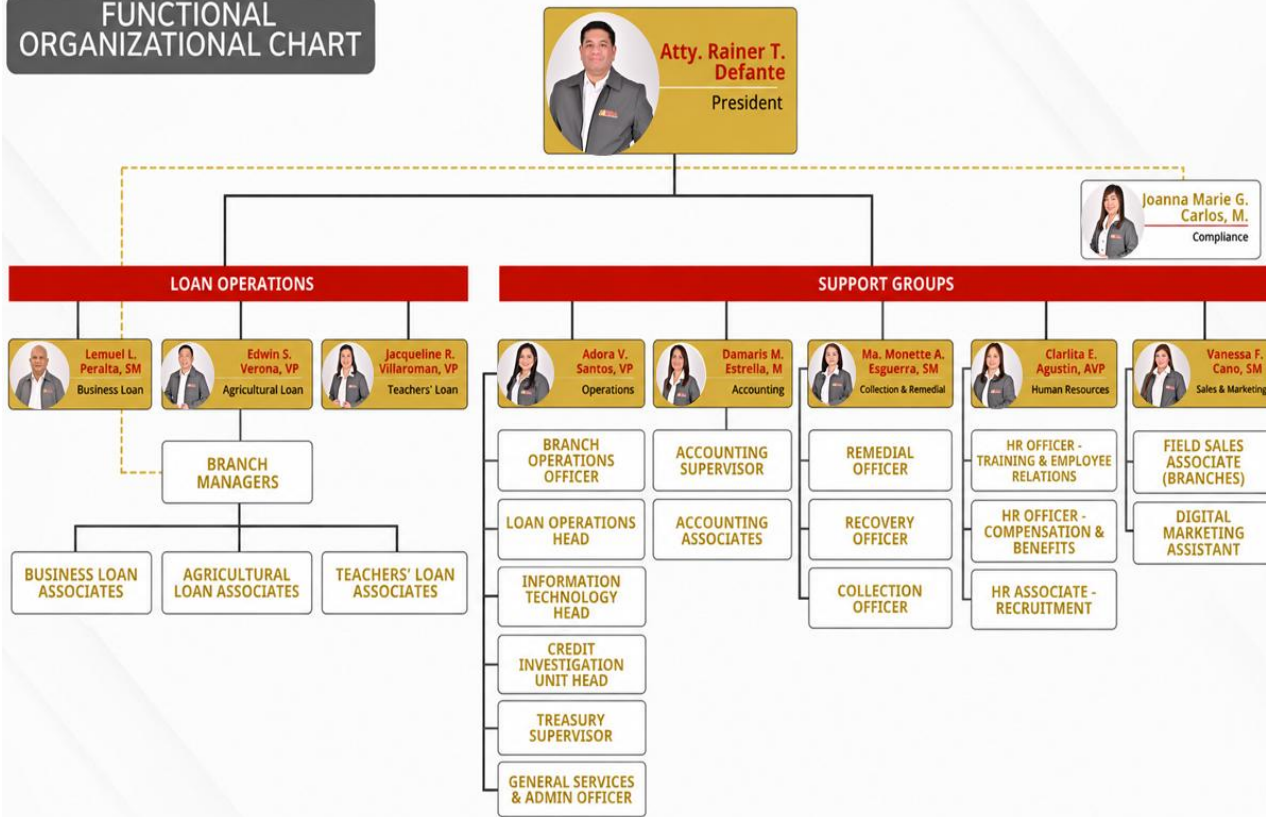 FUNCTIONAL
ORGANIZATIONAL CHART
Atty. Rainer T.
Defante
President
Joanna Marie G.
Carlos, M.
Compliance
LOAN OPERATIONS
SUPPORT GROUPS
Lemuel L.
Peralta, SM
Business Loan
Edwin S.
Verona, VP
Agricultural Loan
Jacqueline R.
Villaroman, VP
Teachers' Loan
Adora V.
Santos, VP
Operations
Damaris M.
Estrella, M
Accounting
Ma. Monette A.
Esguerra, SM
Collection & Remedial
Clarlita E.
Agustin, AVP
Human Resources
Vanessa F.
Cano, SM
Sales & Marketing
BRANCH
MANAGERS
BUSINESS LOAN
ASSOCIATES
AGRICULTURAL
LOAN ASSOCIATES
TEACHERS' LOAN
ASSOCIATES
BRANCH
OPERATIONS
OFFICER
LOAN OPERATIONS
HEAD
INFORMATION
TECHNOLOGY
HEAD
CREDIT
INVESTIGATION
UNIT HEAD
TREASURY
SUPERVISOR
GENERAL SERVICES
& ADMIN OFFICER
ACCOUNTING
SUPERVISOR
ACCOUNTING
ASSOCIATES
REMEDIAL
OFFICER
RECOVERY
OFFICER
COLLECTION
OFFICER
HR OFFICER -
TRAINING & EMPLOYEE
RELATIONS
HR OFFICER -
COMPENSATION &
BENEFITS
HR ASSOCIATE -
RECRUITMENT
FIELD SALES
ASSOCIATE
(BRANCHES)
DIGITAL
MARKETING
ASSISTANT